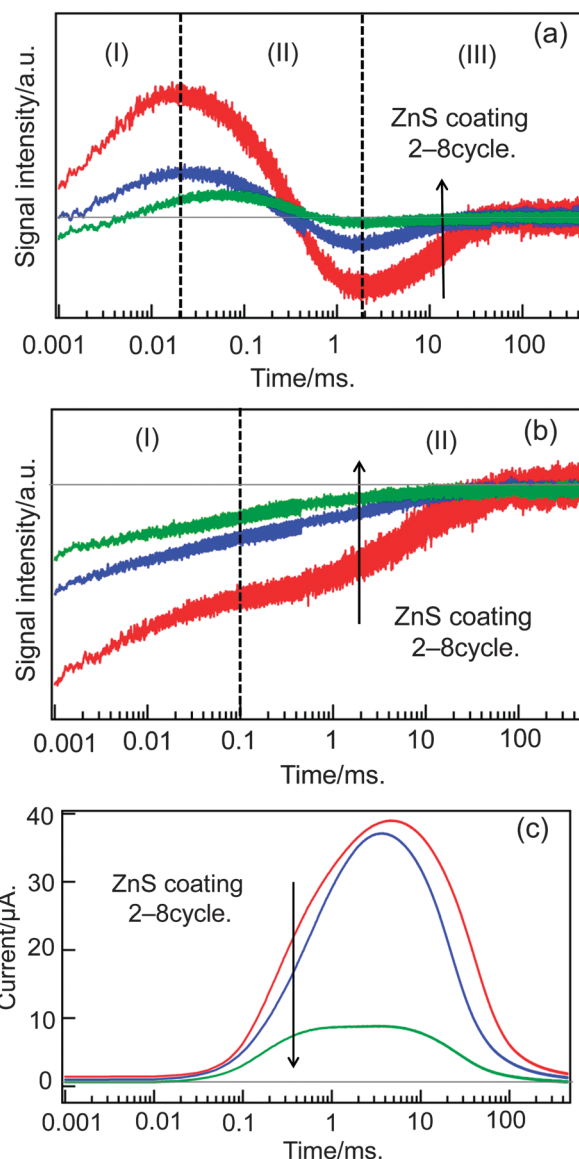 (I) (II) (III) (a)
ZnS coating
2–8cycle.
Signal intensity/a.u.
0.001 0.01 0.1 1 10 100
Time/ms.
(I) (II) (b)
ZnS coating
2–8cycle.
Signal intensity/a.u.
0.001 0.01 0.1 1 10 100
Time/ms.
(c)
ZnS coating
2–8cycle.
Current/µA.
40
30
20
10
0
0.001 0.01 0.1 1 10 100
Time/ms.